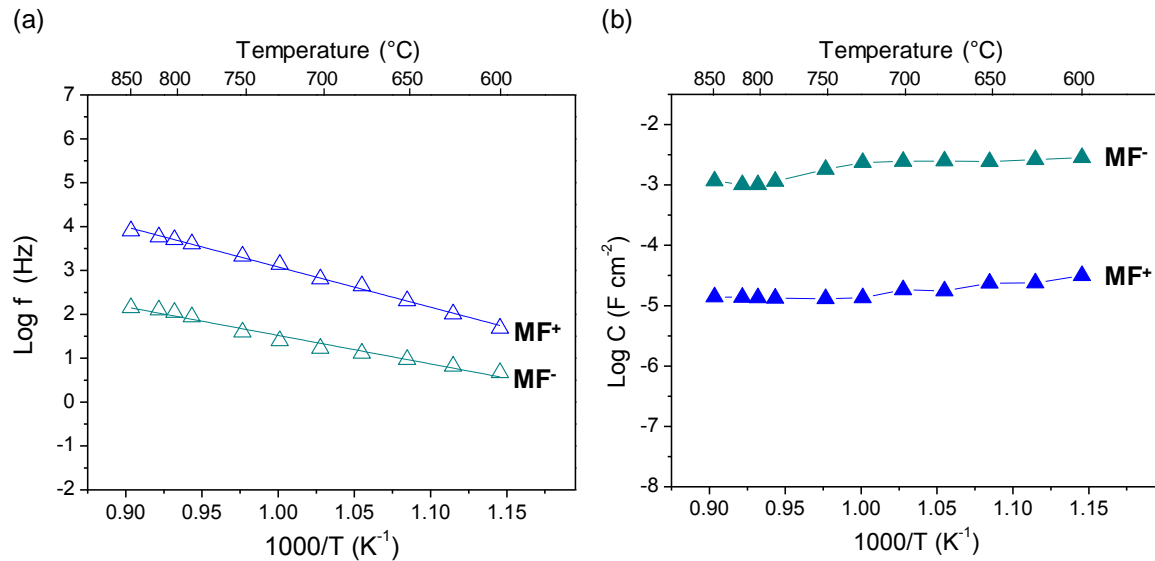 (a)
Temperature (°C)
850 800 750 700 650 600
7
6
5
4
3
2
1
0
-1
-2
Log f (Hz)
MF⁺
MF⁻
0.90 0.95 1.00 1.05 1.10 1.15
1000/T (K⁻¹)
(b)
Temperature (°C)
850 800 750 700 650 600
-2
-3
-4
-5
-6
-7
-8
Log C (F cm⁻²)
MF⁻
MF⁺
0.90 0.95 1.00 1.05 1.10 1.15
1000/T (K⁻¹)